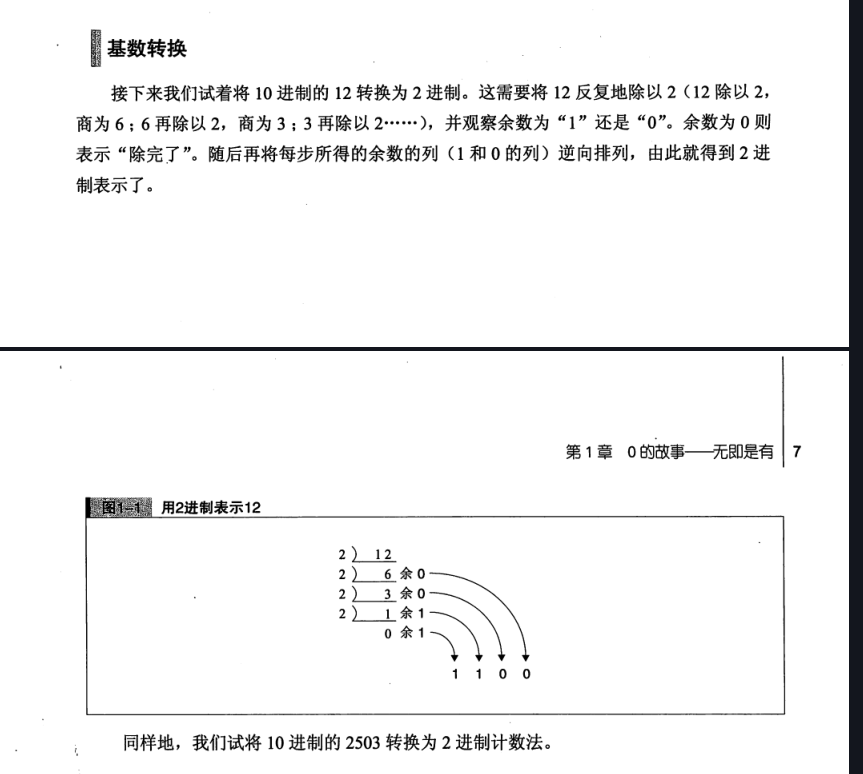 基数转换
接下来我们试着将 10 进制的 12 转换为 2 进制。这需要将 12 反复地除以 2（12 除以 2，
商为 6；6 再除以 2，商为 3；3 再除以 2……），并观察余数为“1”还是“0”。余数为 0 则
表示“除完了”。随后再将每步所得的余数的列（1 和 0 的列）逆向排列，由此就得到 2 进
制表示了。
第 1 章 0 的故事——无即是有 7
图1-1 用2进制表示12
2 ) 12
2 ) 6 余 0
2 ) 3 余 0
2 ) 1 余 1
0 余 1
1 1 0 0
同样地，我们试将 10 进制的 2503 转换为 2 进制计数法。